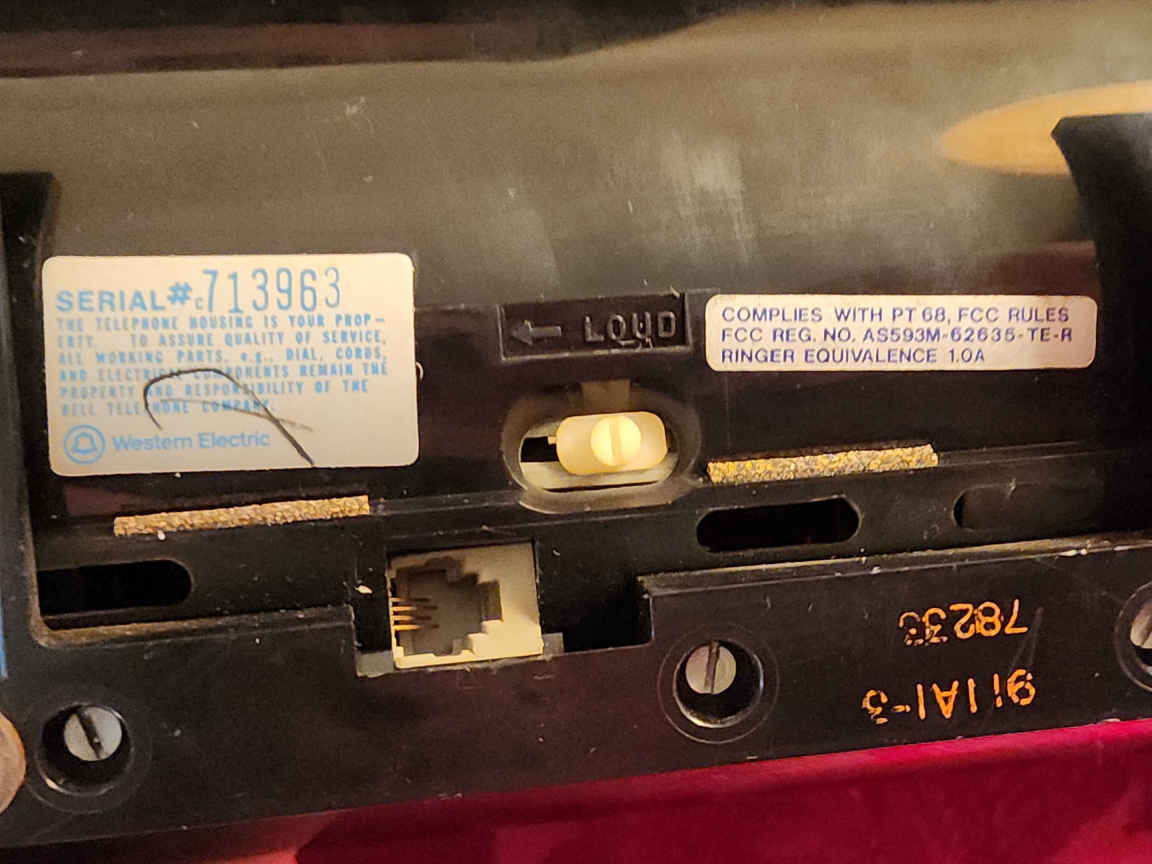 SERIAL# C713963
THE TELEPHONE HOUSING IS YOUR PROP-
ERTY. TO ASSURE QUALITY OF SERVICE,
ALL WORKING PARTS, e.g., DIAL, CORDS,
AND ELECTRICAL COMPONENTS REMAIN THE
PROPERTY AND RESPONSIBILITY OF THE
BELL TELEPHONE COMPANY.
Western Electric
← LOUD
COMPLIES WITH PT 68, FCC RULES
FCC REG. NO. AS593M-62635-TE-R
RINGER EQUIVALENCE 1.0A
911A1-3